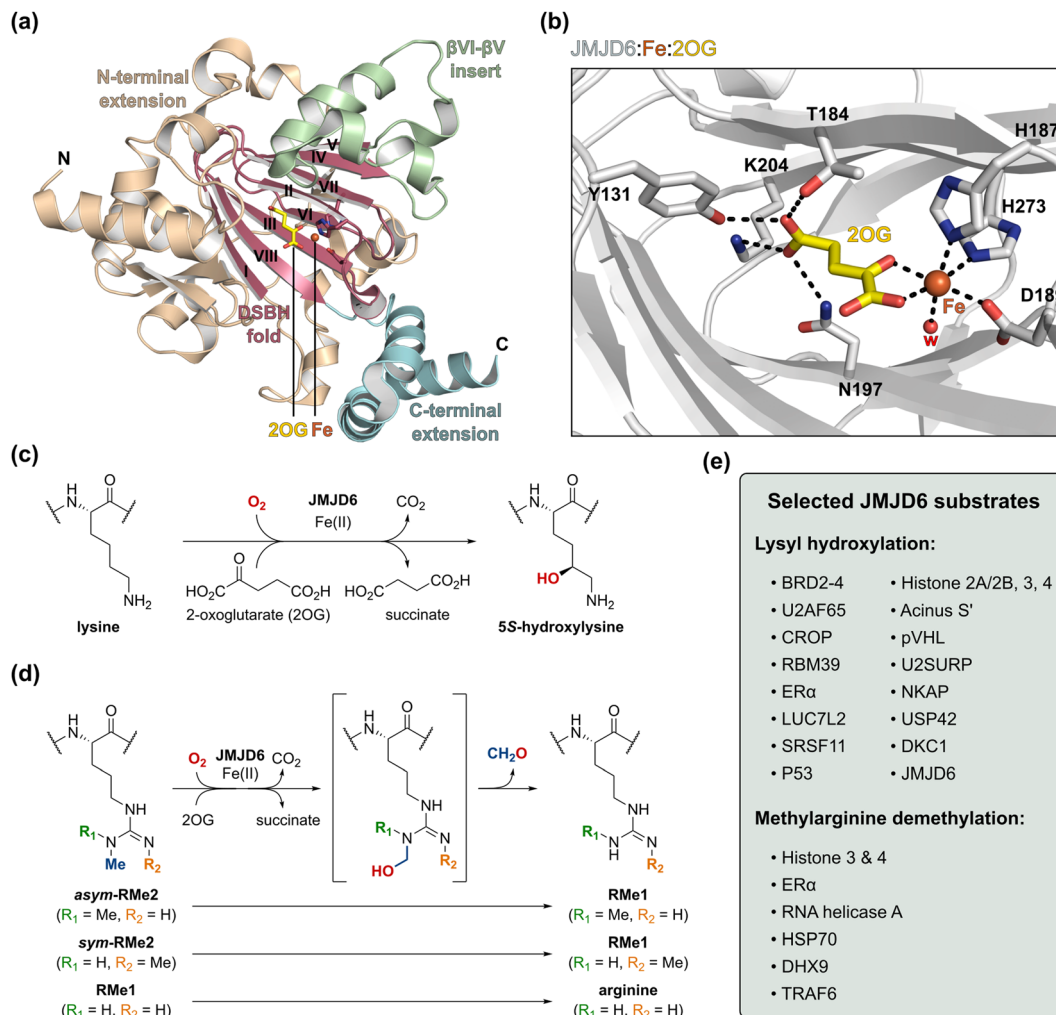 (a)
N-terminal
extension
βVI-βV
insert
N
V
IV
VII
II
VI
III
VIII
I
DSBH
fold
C
2OG Fe
C-terminal
extension
(b)
JMJD6:Fe:2OG
T184
H187
K204
Y131
H273
2OG
Fe
D18
w
N197
(c)
H
N
O
NH₂
lysine
O₂
JMJD6
Fe(II)
CO₂
O
HO₂C
CO₂H
2-oxoglutarate (2OG)
HO₂C
CO₂H
succinate
H
N
O
HO
H₂N
5S-hydroxylysine
(d)
H
N
O
NH
R₁
N
N
Me
R₂
O₂
JMJD6
Fe(II)
CO₂
2OG
succinate
H
N
O
NH
R₁
N
N
HO
R₂
CH₂O
H
N
O
NH
R₁
NH
N
R₂
asym-RMe2
(R₁ = Me, R₂ = H)
RMe1
(R₁ = Me, R₂ = H)
sym-RMe2
(R₁ = H, R₂ = Me)
RMe1
(R₁ = H, R₂ = Me)
RMe1
(R₁ = H, R₂ = H)
arginine
(R₁ = H, R₂ = H)
(e)
Selected JMJD6 substrates
Lysyl hydroxylation:
• BRD2-4
• U2AF65
• CROP
• RBM39
• ERα
• LUC7L2
• SRSF11
• P53
• Histone 2A/2B, 3, 4
• Acinus S'
• pVHL
• U2SURP
• NKAP
• USP42
• DKC1
• JMJD6
Methylarginine demethylation:
• Histone 3 & 4
• ERα
• RNA helicase A
• HSP70
• DHX9
• TRAF6